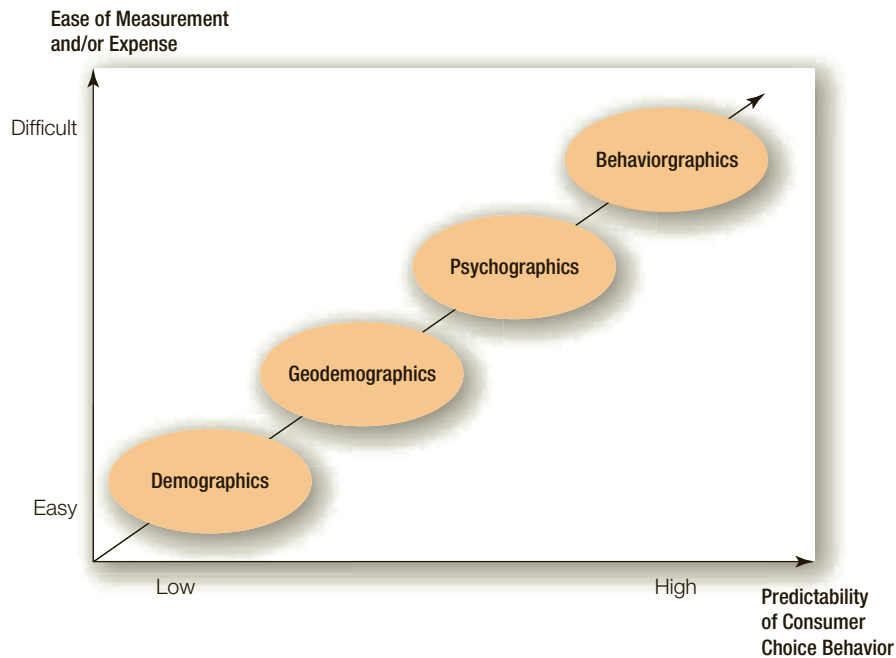 Ease of Measurement
and/or Expense
Difficult
Behaviorgraphics
Psychographics
Geodemographics
Demographics
Easy
Low
High
Predictability
of Consumer
Choice Behavior